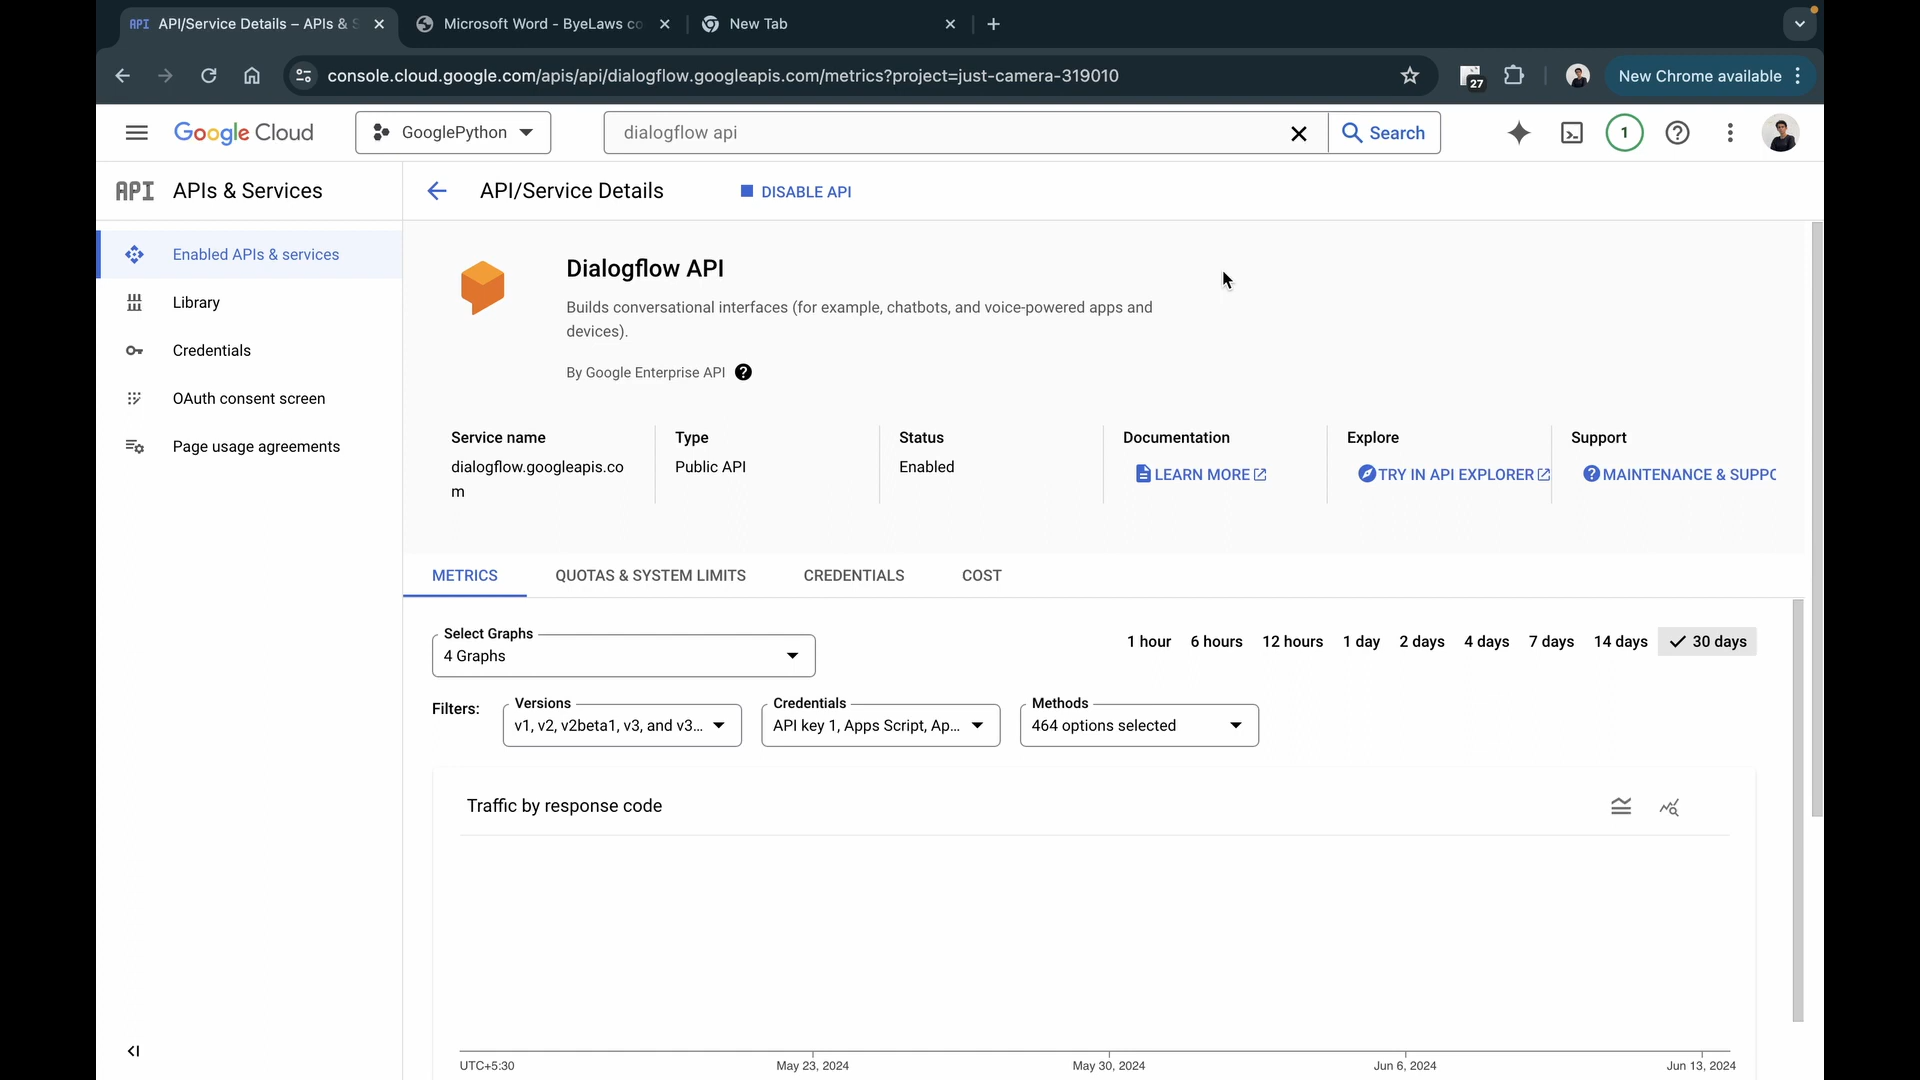 API API/Service Details – APIs & S
Microsoft Word - ByeLaws co
New Tab
console.cloud.google.com/apis/api/dialogflow.googleapis.com/metrics?project=just-camera-319010
27
New Chrome available
Google Cloud
GooglePython
dialogflow api
Search
1
API APIs & Services
API/Service Details
DISABLE API
Enabled APIs & services
Library
Credentials
OAuth consent screen
Page usage agreements
Dialogflow API
Builds conversational interfaces (for example, chatbots, and voice-powered apps and
devices).
By Google Enterprise API
Service name
dialogflow.googleapis.co
m
Type
Public API
Status
Enabled
Documentation
LEARN MORE
Explore
TRY IN API EXPLORER
Support
MAINTENANCE & SUPPO
METRICS
QUOTAS & SYSTEM LIMITS
CREDENTIALS
COST
Select Graphs
4 Graphs
1 hour 6 hours 12 hours 1 day 2 days 4 days 7 days 14 days 30 days
Filters:
Versions
v1, v2, v2beta1, v3, and v3...
Credentials
API key 1, Apps Script, Ap...
Methods
464 options selected
Traffic by response code
UTC+5:30
May 23, 2024
May 30, 2024
Jun 6, 2024
Jun 13, 2024